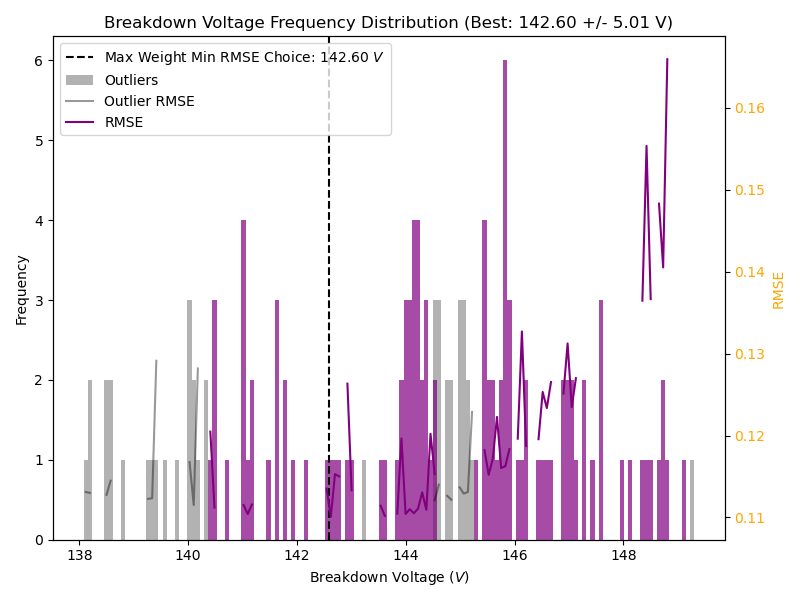 Breakdown Voltage Frequency Distribution (Best: 142.60 +/- 5.01 V)
Max Weight Min RMSE Choice: 142.60 V
Outliers
Outlier RMSE
RMSE
Frequency
6
5
4
3
2
1
0
0.16
0.15
0.14
0.13
0.12
0.11
RMSE
138 140 142 144 146 148
Breakdown Voltage (V)